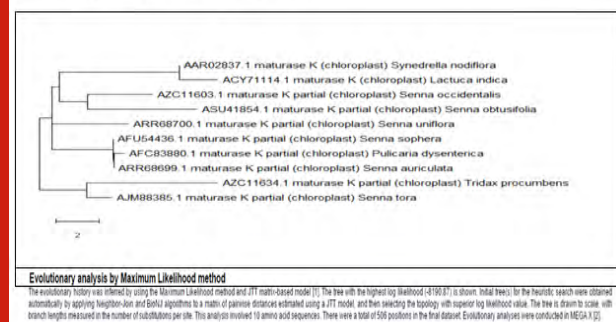 AAR02837.1 maturase K (chloroplast) Synedrella nodiflora
ACY71114.1 maturase K (chloroplast) Lactuca indica
AZC11603.1 maturase K partial (chloroplast) Senna occidentalis
ASU41854.1 maturase K partial (chloroplast) Senna obtusifolia
ARR68700.1 maturase K partial (chloroplast) Senna uniflora
AFU54436.1 maturase K partial (chloroplast) Senna sophera
AFC83880.1 maturase K partial (chloroplast) Pulicaria dysenterica
ARR68699.1 maturase K partial (chloroplast) Senna auriculata
AZC11634.1 maturase K partial (chloroplast) Tridax procumbens
AJM88385.1 maturase K partial (chloroplast) Senna tora
2
Evolutionary analysis by Maximum Likelihood method
The evolutionary history was inferred by using the Maximum Likelihood method and JTT matrix-based model [1]. The tree with the highest log likelihood (-8190.87) is shown. Initial tree(s) for the heuristic search were obtained
automatically by applying Neighbor-Join and BioNJ algorithms to a matrix of pairwise distances estimated using a JTT model, and then selecting the topology with superior log likelihood value. The tree is drawn to scale, with
branch lengths measured in the number of substitutions per site. This analysis involved 10 amino acid sequences. There were a total of 506 positions in the final dataset. Evolutionary analyses were conducted in MEGA X [2].